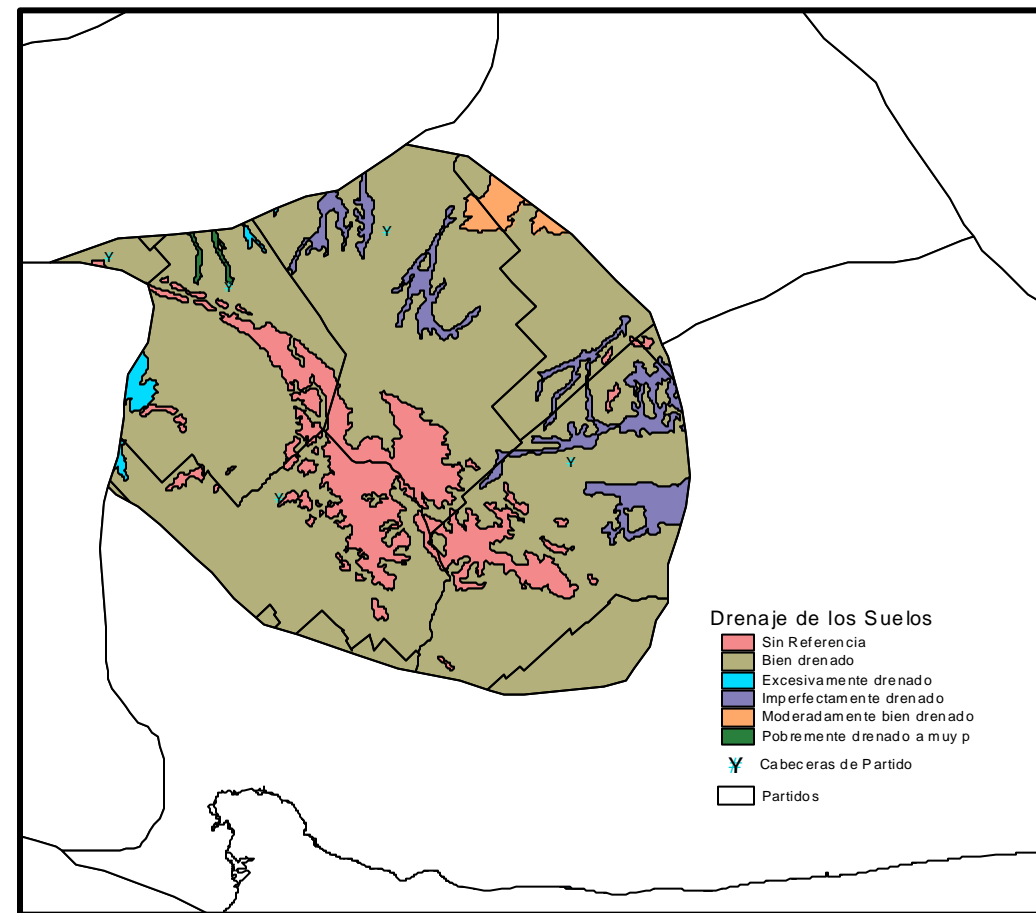 Drenaje de los Suelos
Sin Referencia
Bien drenado
Excesivamente drenado
Imperfectamente drenado
Moderadamente bien drenado
Pobremente drenado a muy p
Cabeceras de Partido
Partidos